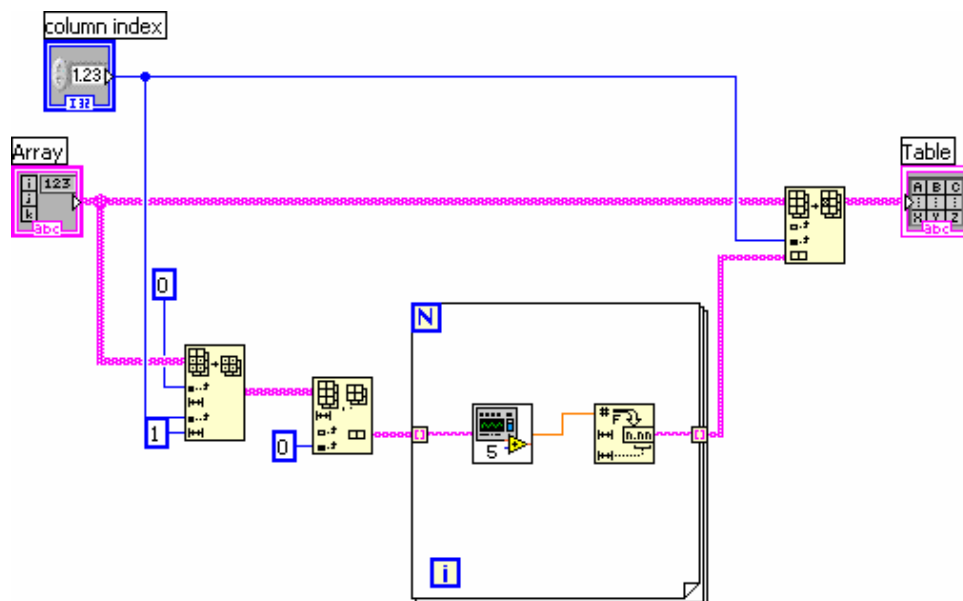 column index
1.23
I32
Array
i
123
j
k
abc
Table
A B C
X Y Z
abc
0
N
1
0
5
#
F
n.nn
i